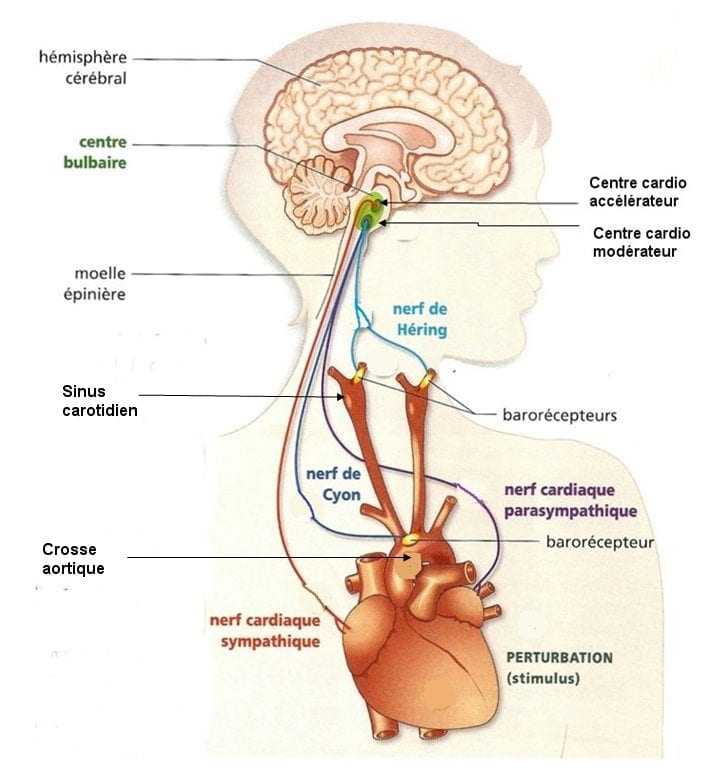 hémisphère
cérébral
centre
bulbaire
Centre cardio
accélérateur
Centre cardio
modérateur
moelle
épinière
nerf de
Héring
Sinus
carotidien
barorécepteurs
nerf de
Cyon
nerf cardiaque
parasympathique
barorécepteur
Crosse
aortique
nerf cardiaque
sympathique
PERTURBATION
(stimulus)